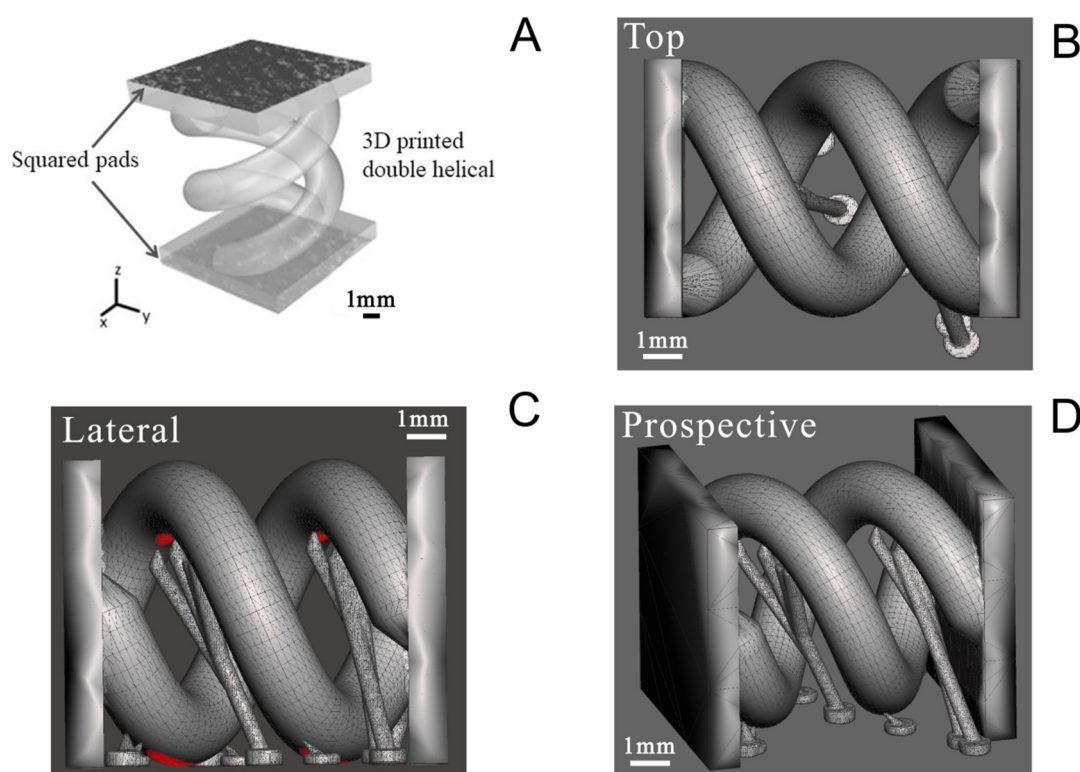 A
Squared pads
3D printed
double helical
z
x
y
1mm
Top
B
1mm
Lateral
1mm
C
Prospective
D
1mm